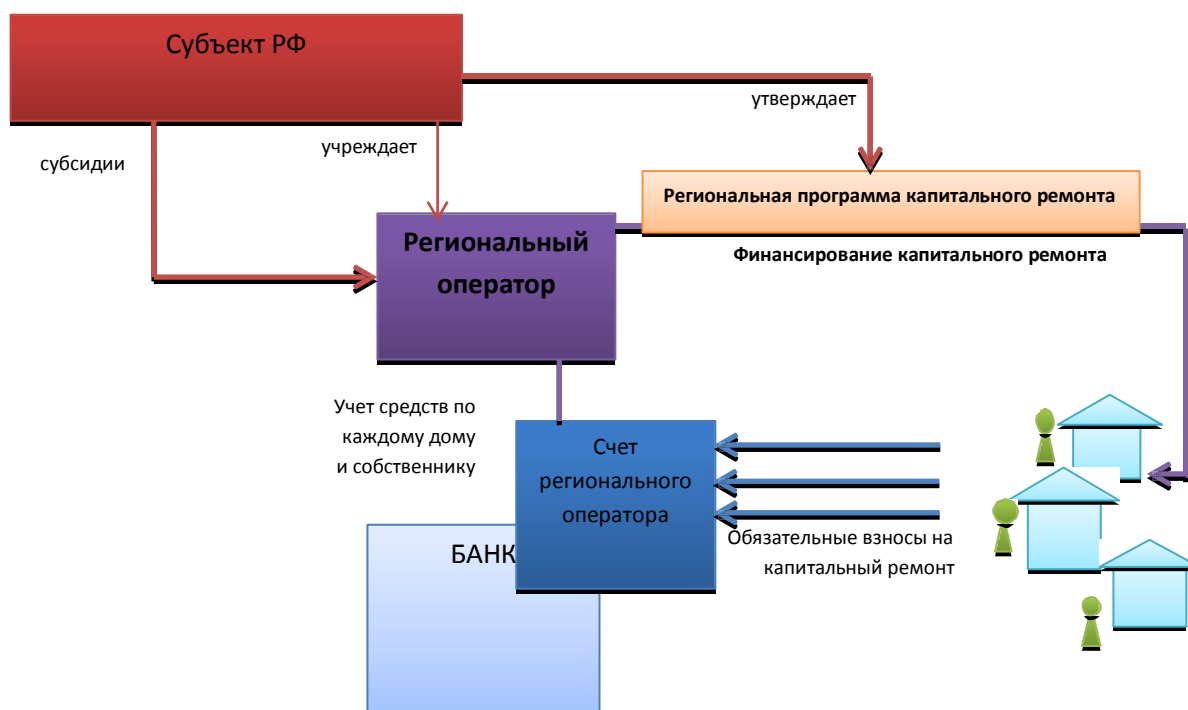 Субъект РФ
утверждает
учреждает
субсидии
Региональная программа капитального ремонта
Региональный
оператор
Финансирование капитального ремонта
Учет средств по
каждому дому
и собственнику
Счет
регионального
оператора
Обязательные взносы на
капитальный ремонт
БАНК